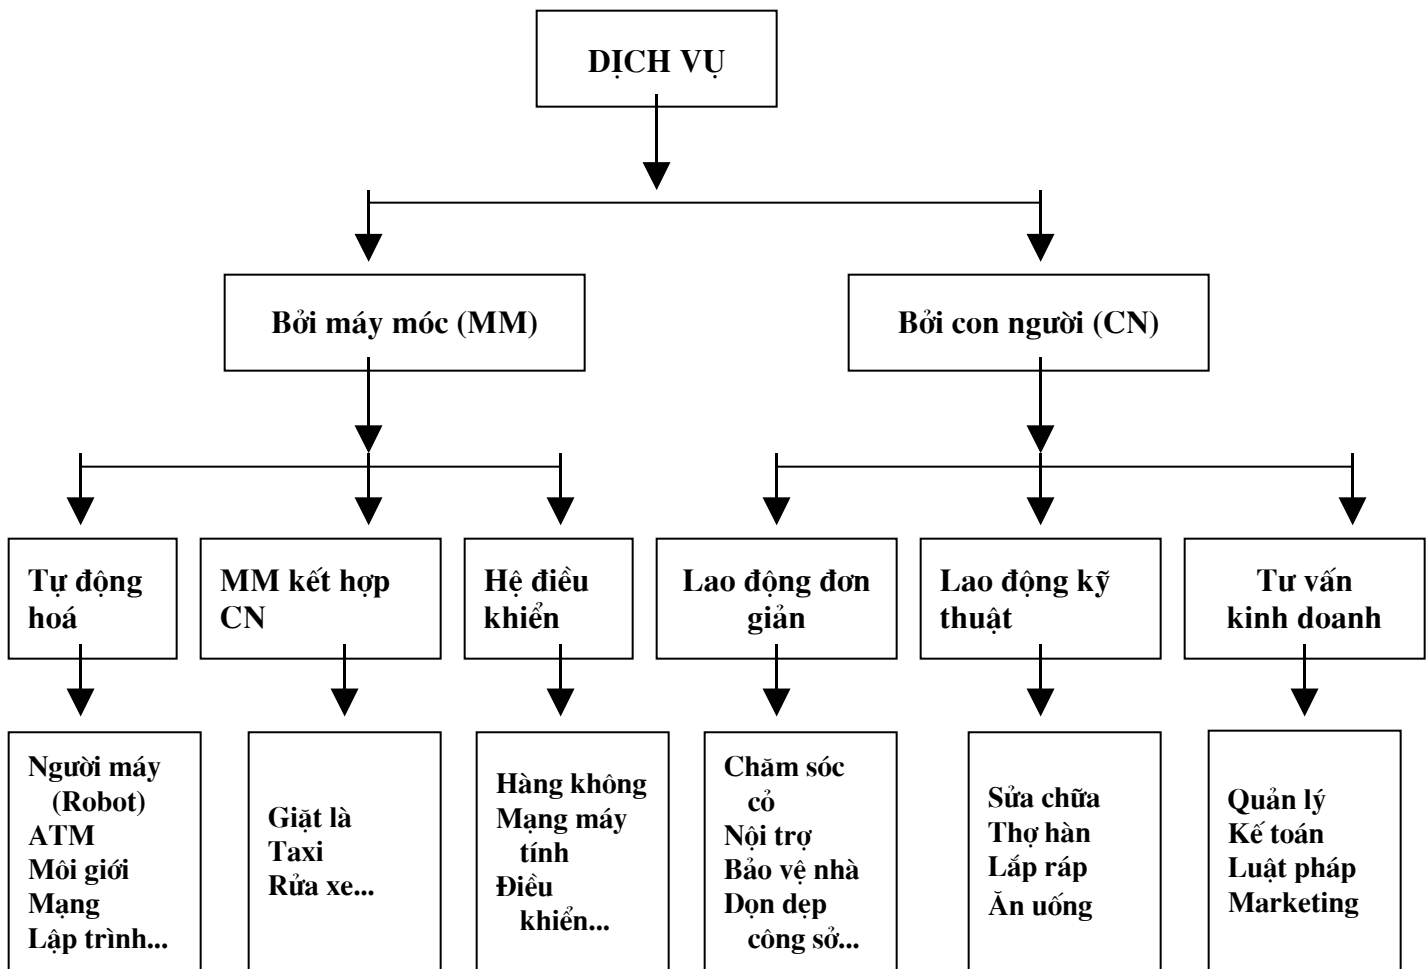 DỊCH VỤ
Bởi máy móc (MM)
Bởi con người (CN)
Tự động
hoá
MM kết hợp
CN
Hệ điều
khiển
Lao động đơn
giản
Lao động kỹ
thuật
Tư vấn
kinh doanh
Người máy
(Robot)
ATM
Môi giới
Mạng
Lập trình...
Giặt là
Taxi
Rửa xe...
Hàng không
Mạng máy
tính
Điều
khiển...
Chăm sóc
cỏ
Nội trợ
Bảo vệ nhà
Dọn dẹp
công sở...
Sửa chữa
Thợ hàn
Lắp ráp
Ăn uống
Quản lý
Kế toán
Luật pháp
Marketing